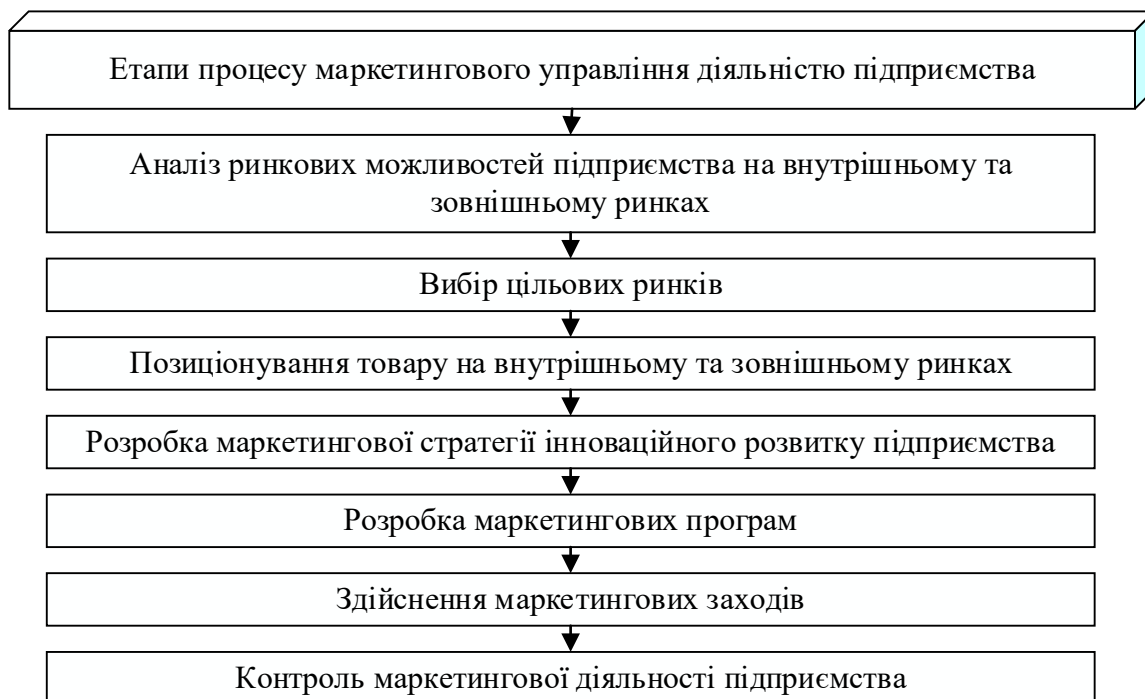 Етапи процесу маркетингового управління діяльністю підприємства
Аналіз ринкових можливостей підприємства на внутрішньому та
зовнішньому ринках
Вибір цільових ринків
Позиціонування товару на внутрішньому та зовнішньому ринках
Розробка маркетингової стратегії інноваційного розвитку підприємства
Розробка маркетингових програм
Здійснення маркетингових заходів
Контроль маркетингової діяльності підприємства